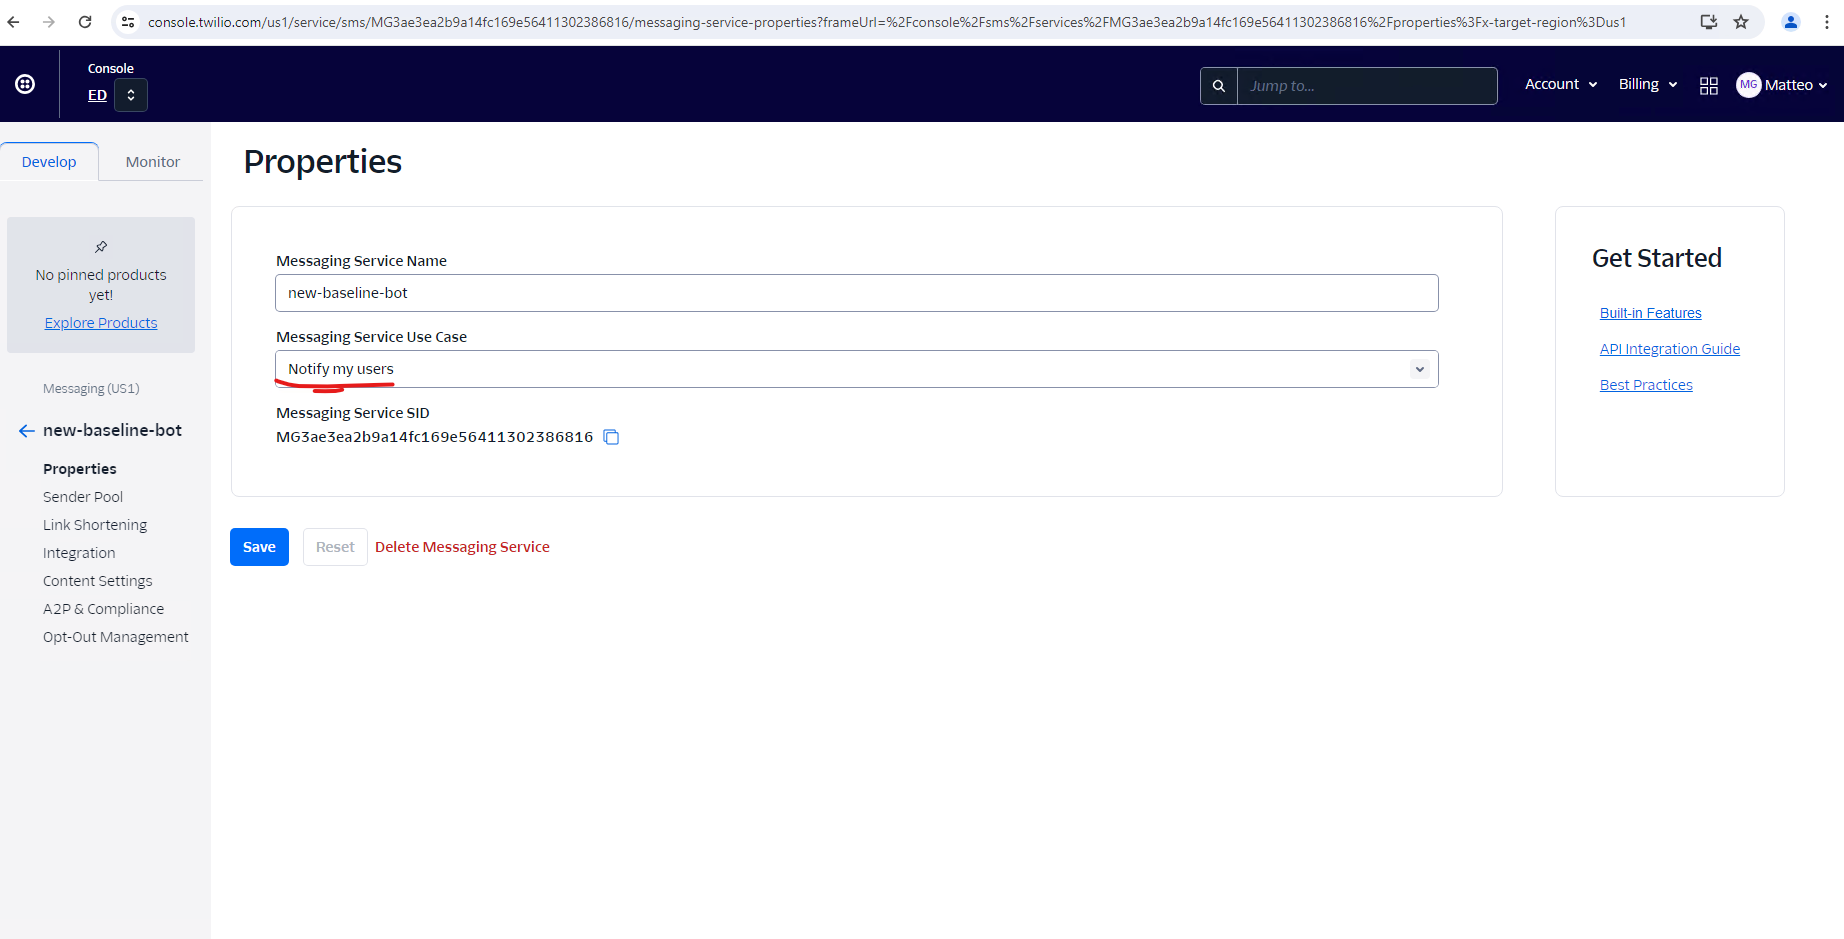 console.twilio.com/us1/service/sms/MG3ae3ea2b9a14fc169e56411302386816/messaging-service-properties?frameUrl=%2Fconsole%2Fsms%2Fservices%2FMG3ae3ea2b9a14fc169e56411302386816%2Fproperties%3Fx-target-region%3Dus1
Console
ED
Jump to...
Account
Billing
MG
Matteo
Develop
Monitor
No pinned products
yet!
Explore Products
Messaging (US1)
new-baseline-bot
Properties
Sender Pool
Link Shortening
Integration
Content Settings
A2P & Compliance
Opt-Out Management
Properties
Messaging Service Name
new-baseline-bot
Messaging Service Use Case
Notify my users
Messaging Service SID
MG3ae3ea2b9a14fc169e56411302386816
Save
Reset
Delete Messaging Service
Get Started
Built-in Features
API Integration Guide
Best Practices